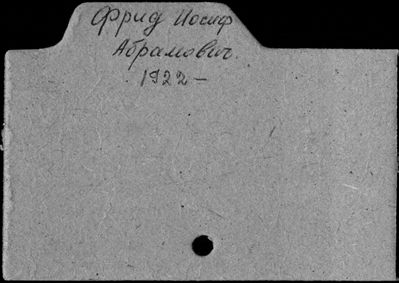 Фрид Иосиф
Абрамович.
1922 –